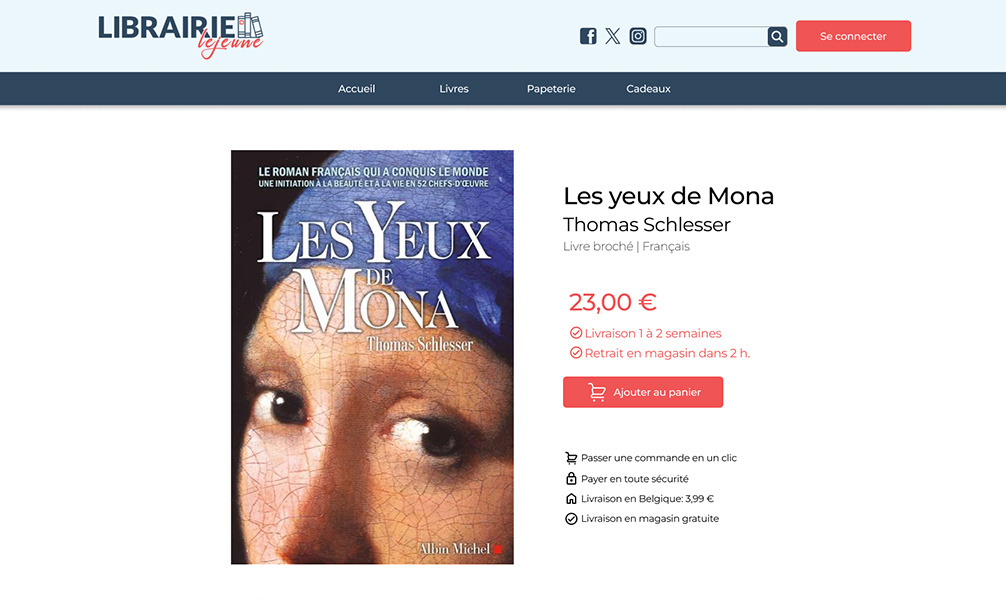 LIBRAIRIE
lejeune
Se connecter
Accueil Livres Papeterie Cadeaux
LE ROMAN FRANÇAIS QUI A CONQUIS LE MONDE
UNE INITIATION À LA BEAUTÉ ET À LA VIE EN 52 CHEFS-D'ŒUVRE
LES YEUX
DE
MONA
Thomas Schlesser
Albin Michel
Les yeux de Mona
Thomas Schlesser
Livre broché | Français
23,00 €
Livraison 1 à 2 semaines
Retrait en magasin dans 2 h.
Ajouter au panier
Passer une commande en un clic
Payer en toute sécurité
Livraison en Belgique: 3,99 €
Livraison en magasin gratuite